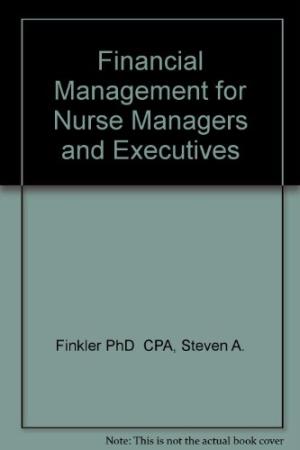 Financial
Management for
Nurse Managers
and Executives
Finkler PhD  CPA, Steven A.
Note: This is not the actual book cover